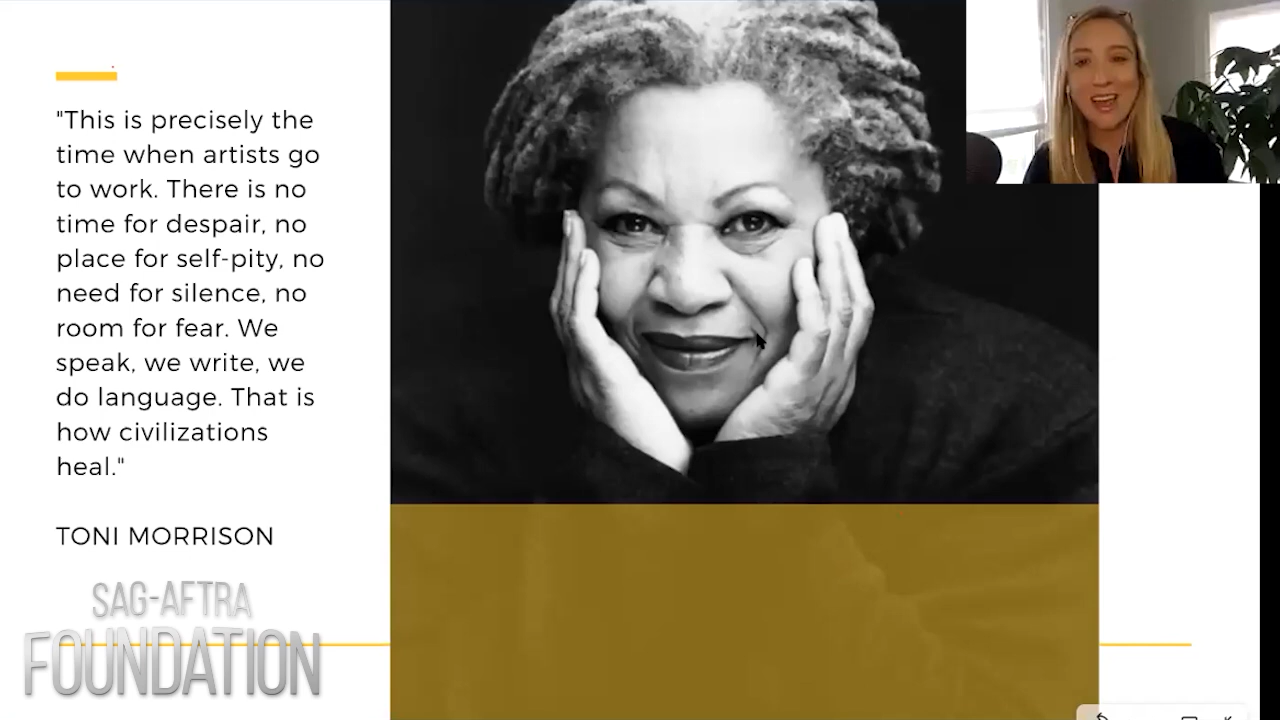 "This is precisely the
time when artists go
to work. There is no
time for despair, no
place for self-pity, no
need for silence, no
room for fear. We
speak, we write, we
do language. That is
how civilizations
heal."
TONI MORRISON
SAG-AFTRA
FOUNDATION